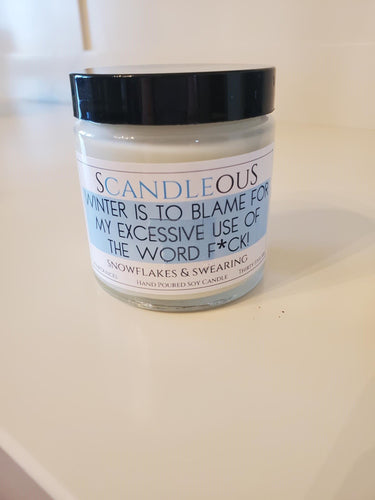 SCANDLEOUS
WINTER IS TO BLAME FOR
MY EXCESSIVE USE OF
THE WORD F*CK!
SNOWFLAKES & SWEARING
HAND POURED SOY CANDLE